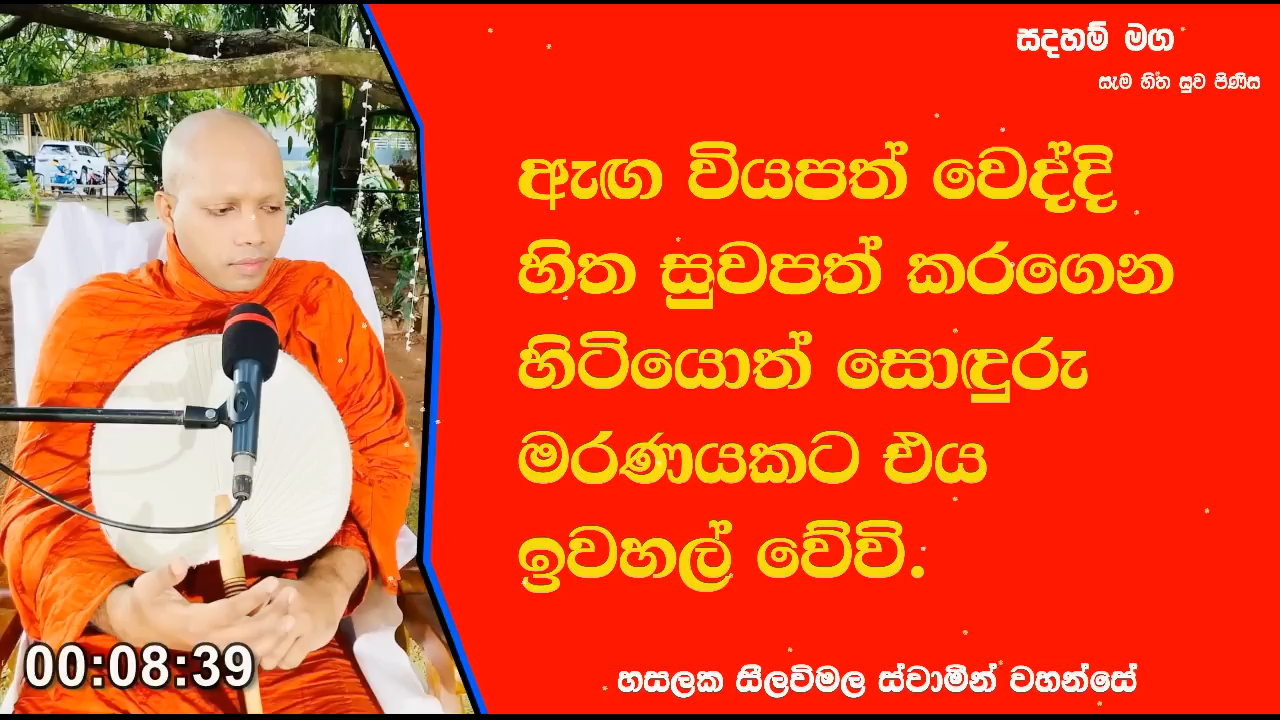 සදහම් මග
සැම හිත සුව පිණිස
ඇඟ වියපත් වෙද්දි
හිත සුවපත් කරගෙන
හිටියොත් සොඳුරු
මරණයකට එය
ඉවහල් වේවි.
හසලක සීලවිමල ස්වාමීන් වහන්සේ
00:08:39